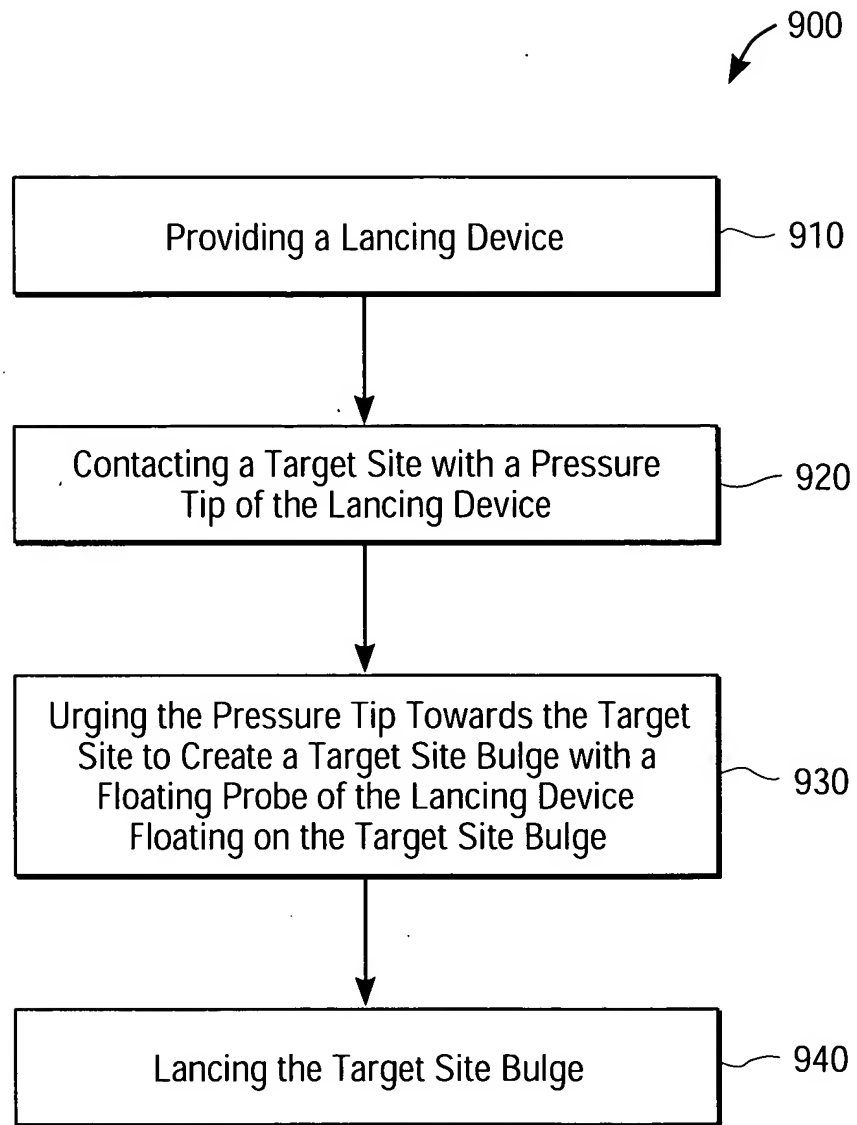 900
Providing a Lancing Device
910
Contacting a Target Site with a Pressure
Tip of the Lancing Device
920
Urging the Pressure Tip Towards the Target
Site to Create a Target Site Bulge with a
Floating Probe of the Lancing Device
Floating on the Target Site Bulge
930
Lancing the Target Site Bulge
940